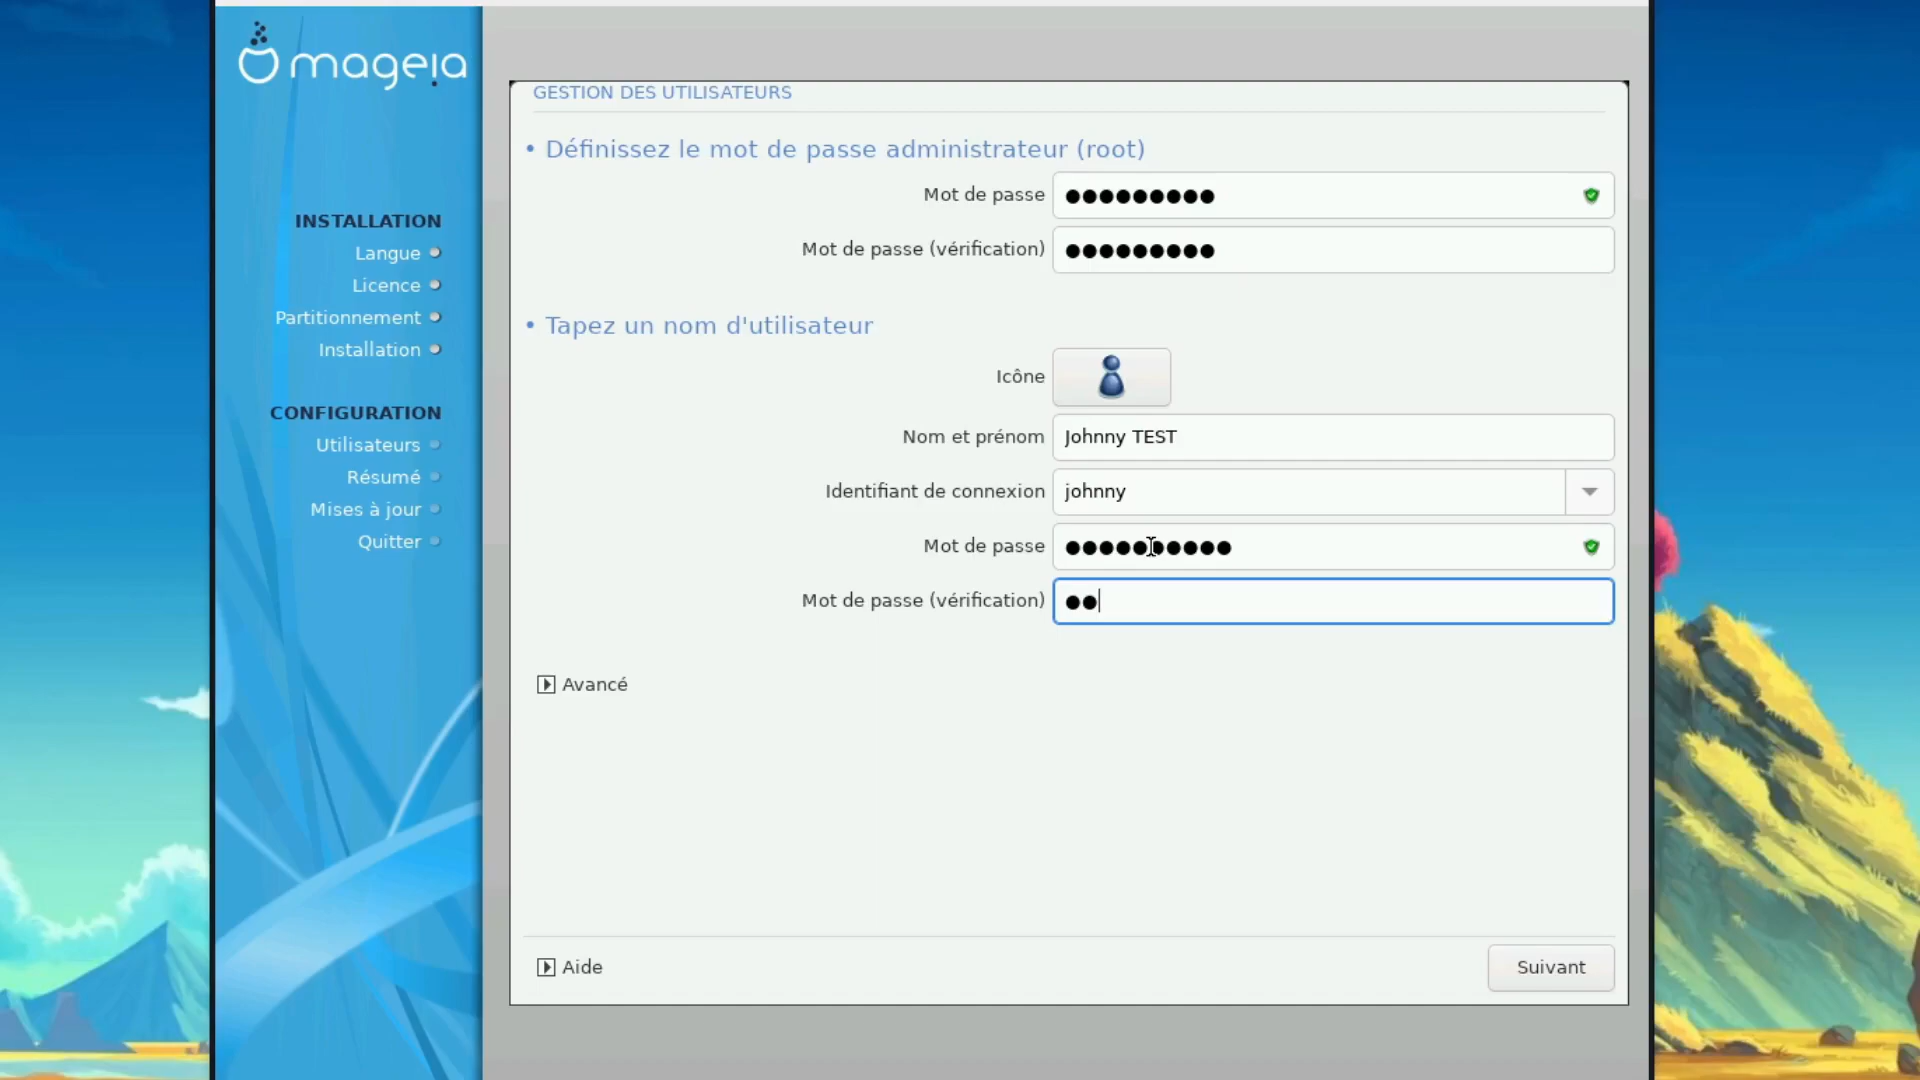 mageia
INSTALLATION
Langue
Licence
Partitionnement
Installation
CONFIGURATION
Utilisateurs
Résumé
Mises à jour
Quitter
GESTION DES UTILISATEURS
• Définissez le mot de passe administrateur (root)
Mot de passe ●●●●●●●●●
Mot de passe (vérification) ●●●●●●●●●
• Tapez un nom d'utilisateur
Icône
Nom et prénom Johnny TEST
Identifiant de connexion johnny
Mot de passe ●●●●●●●●●●
Mot de passe (vérification) ●●
Avancé
Aide
Suivant